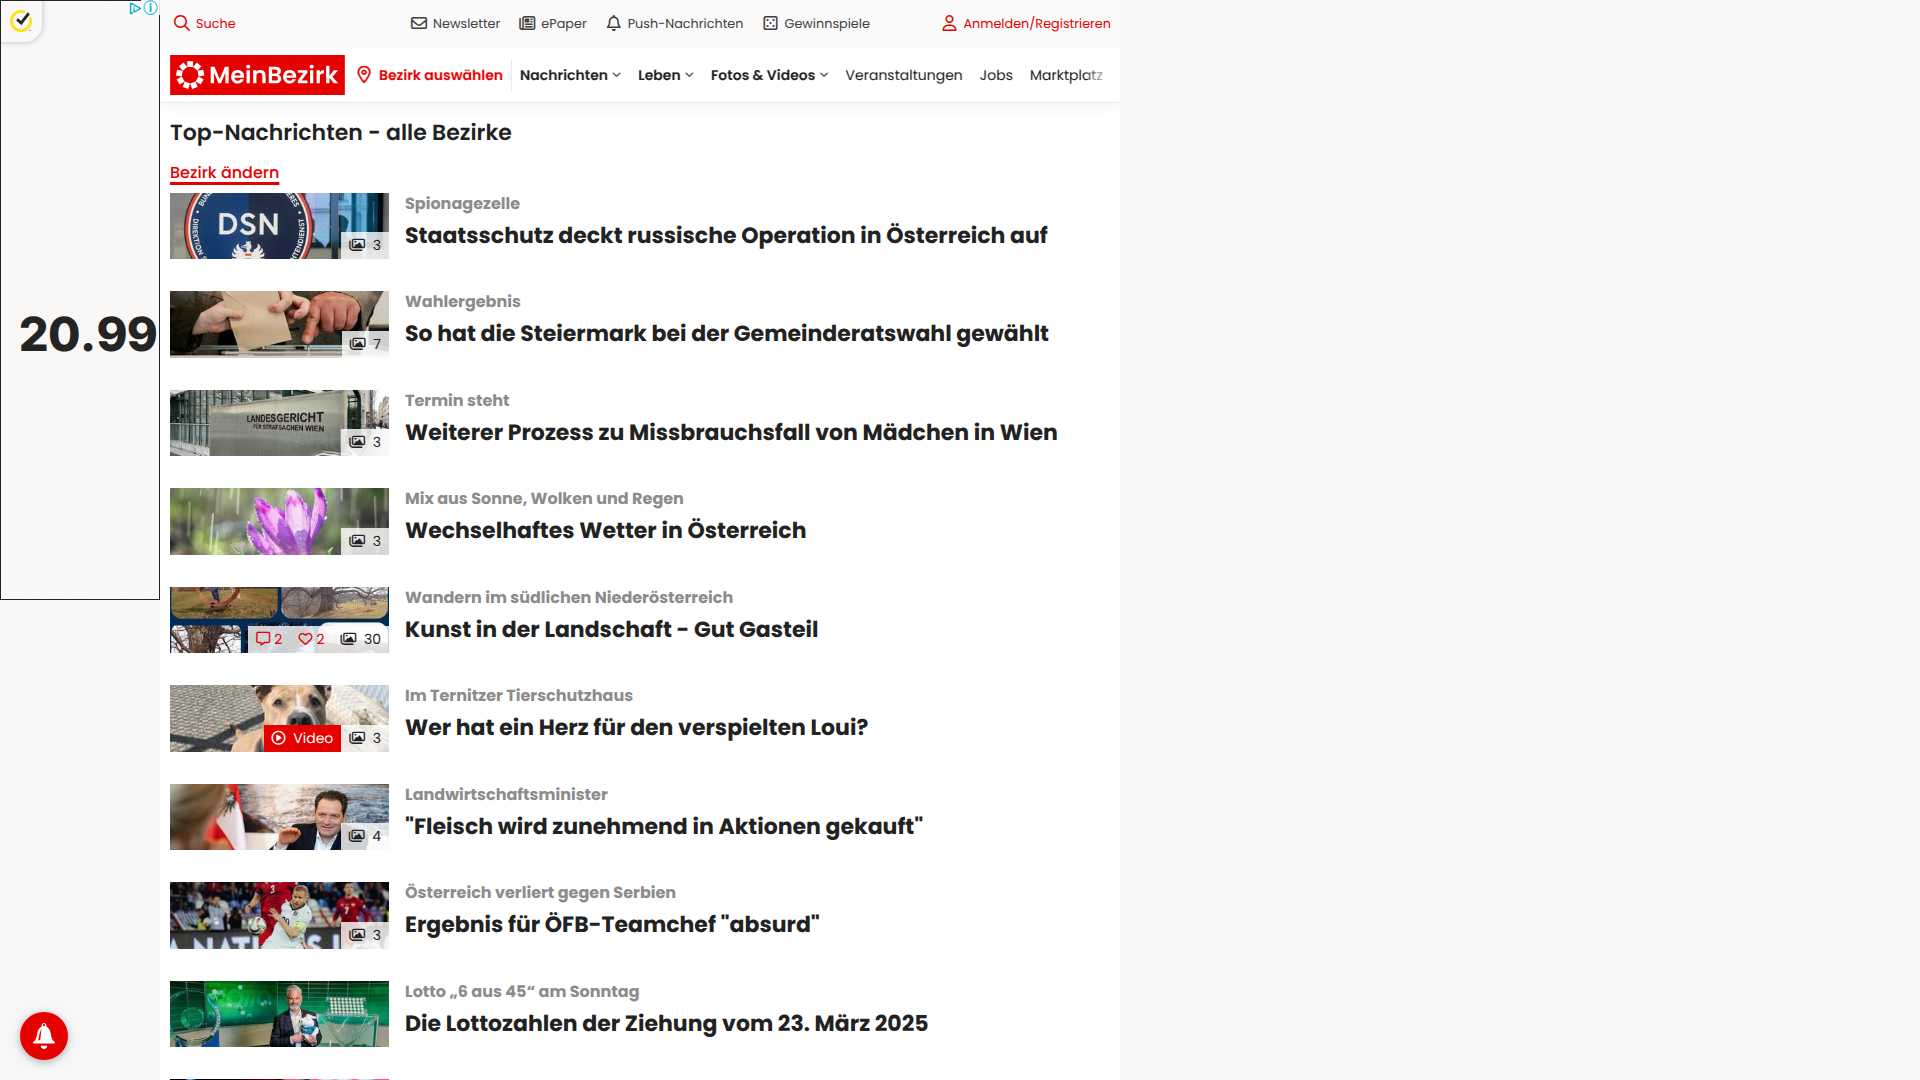 Suche
Newsletter
ePaper
Push-Nachrichten
Gewinnspiele
Anmelden/Registrieren
MeinBezirk
Bezirk auswählen
Nachrichten
Leben
Fotos & Videos
Veranstaltungen
Jobs
Marktplatz
20.99
Top-Nachrichten - alle Bezirke
Bezirk ändern
DSN
3
Spionagezelle
Staatsschutz deckt russische Operation in Österreich auf
7
Wahlergebnis
So hat die Steiermark bei der Gemeinderatswahl gewählt
LANDESGERICHT
FÜR STRAFSACHEN WIEN
3
Termin steht
Weiterer Prozess zu Missbrauchsfall von Mädchen in Wien
3
Mix aus Sonne, Wolken und Regen
Wechselhaftes Wetter in Österreich
2 2 30
Wandern im südlichen Niederösterreich
Kunst in der Landschaft - Gut Gasteil
Video 3
Im Ternitzer Tierschutzhaus
Wer hat ein Herz für den verspielten Loui?
4
Landwirtschaftsminister
"Fleisch wird zunehmend in Aktionen gekauft"
3
Österreich verliert gegen Serbien
Ergebnis für ÖFB-Teamchef "absurd"
Lotto „6 aus 45“ am Sonntag
Die Lottozahlen der Ziehung vom 23. März 2025